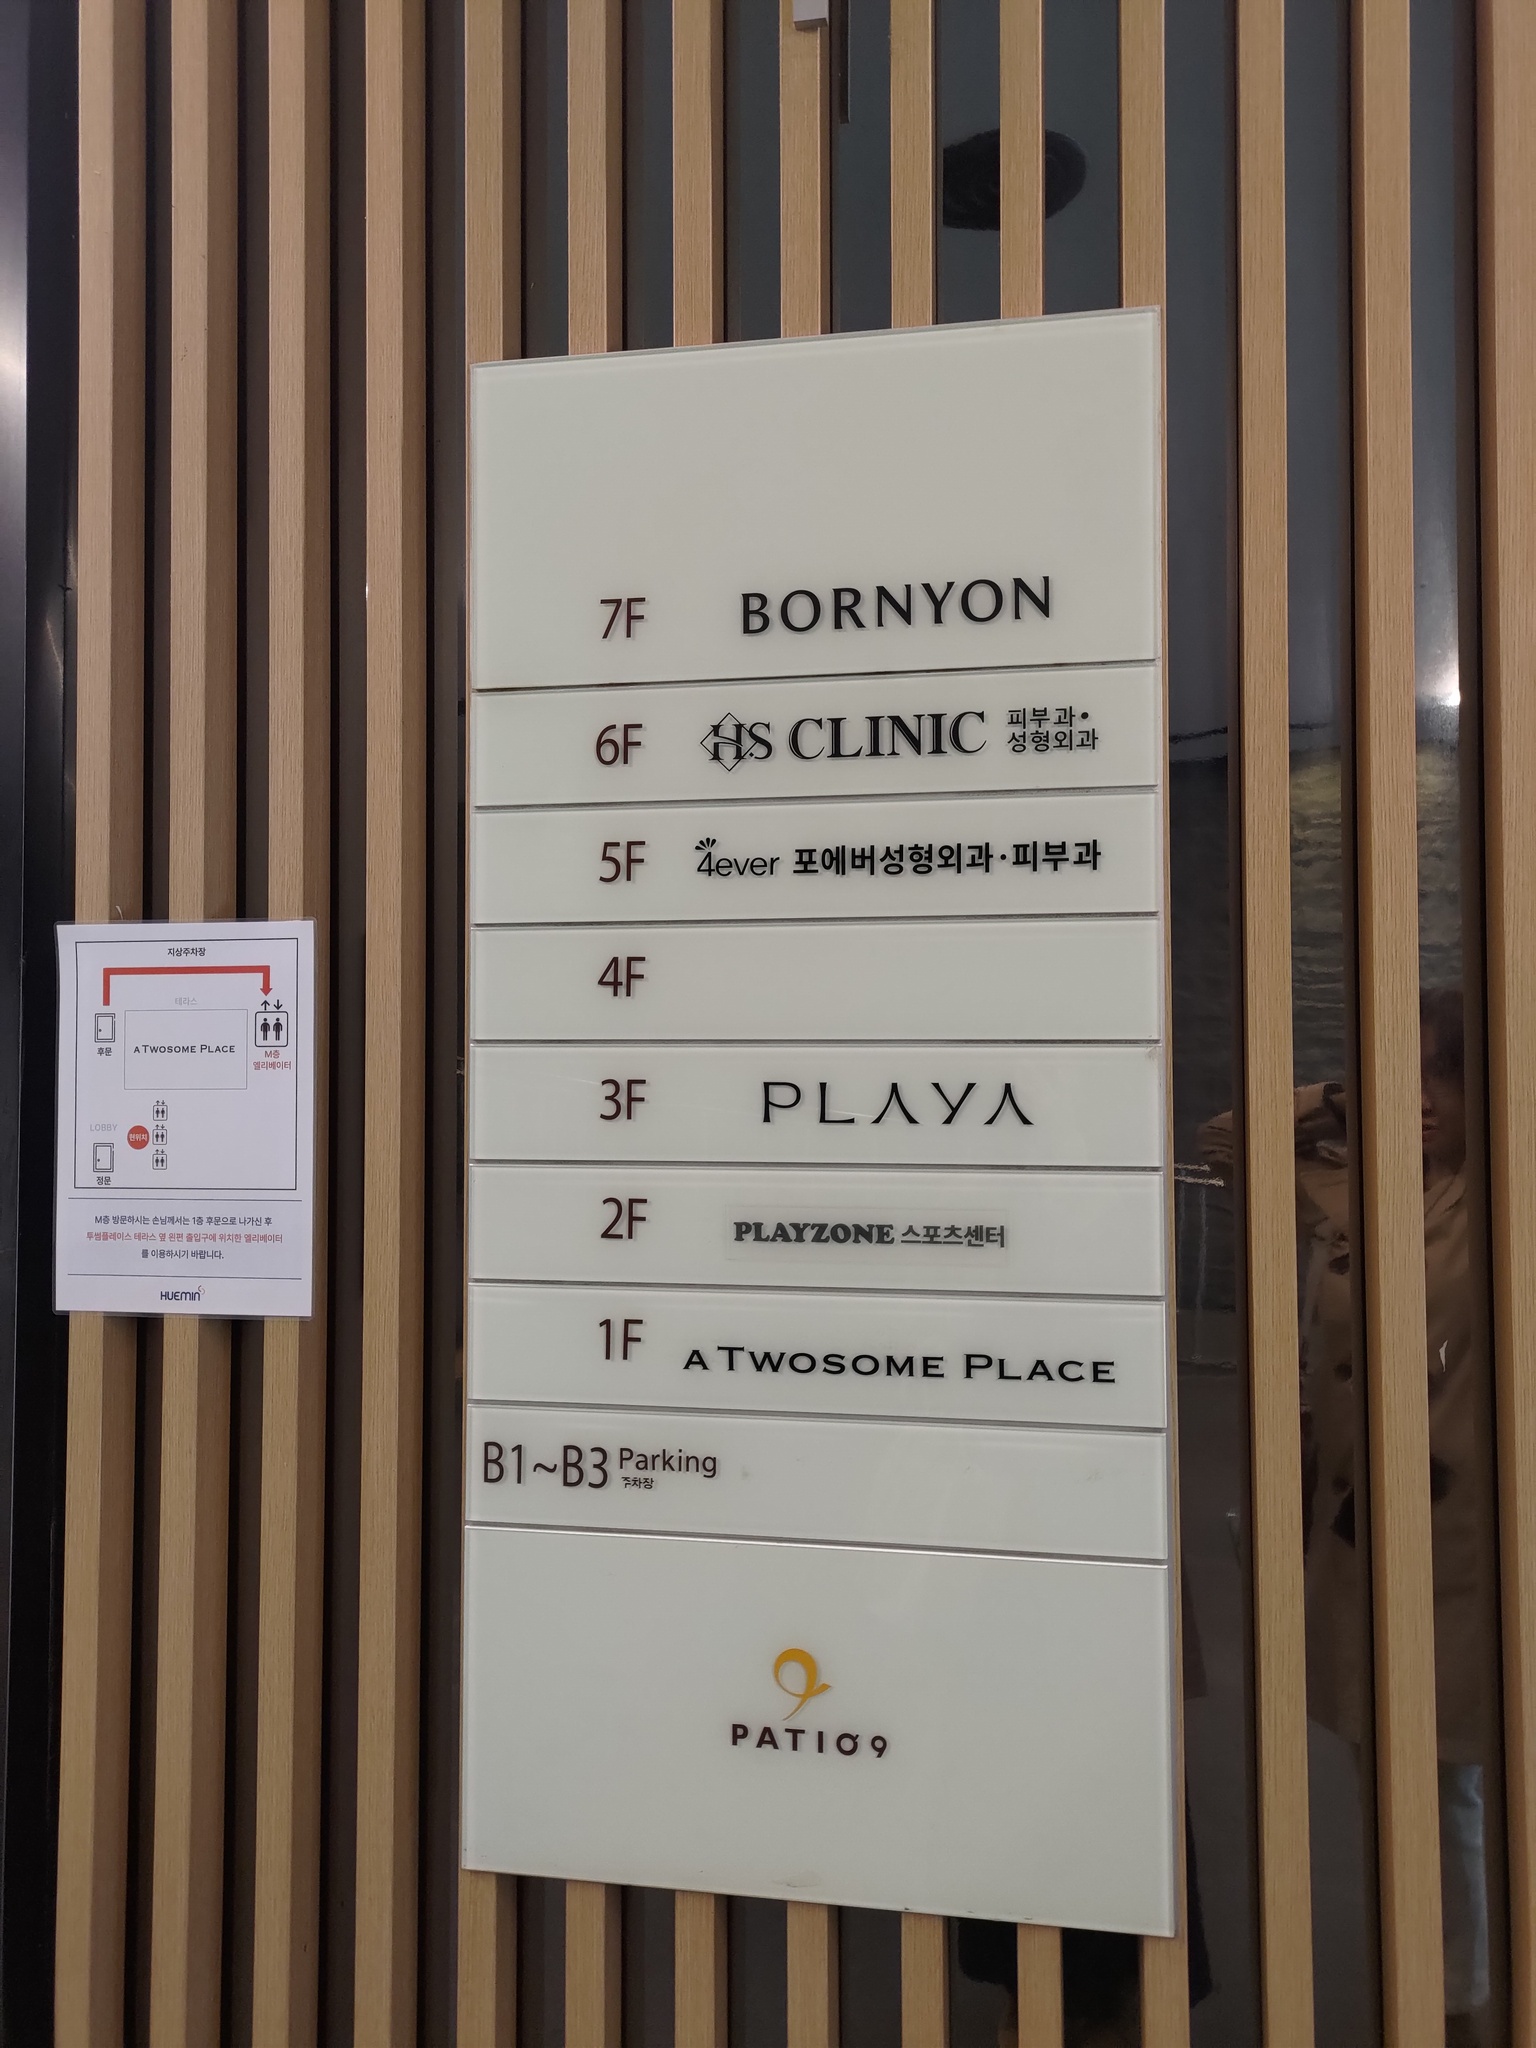 7F BORNYON
6F HS CLINIC 피부과•
성형외과
5F 4ever 포에버성형외과·피부과
4F
3F PLAYA
2F PLAYZONE 스포츠센터
1F A TWOSOME PLACE
B1~B3 Parking
주차장
PATIO9
지상주차장
테라스
후문
A TWOSOME PLACE
M층
엘리베이터
LOBBY
현위치
정문
M층 방문하시는 손님께서는 1층 후문으로 나가신 후
투썸플레이스 테라스 옆 왼편 출입구에 위치한 엘리베이터
를 이용하시기 바랍니다.
HUEMIN